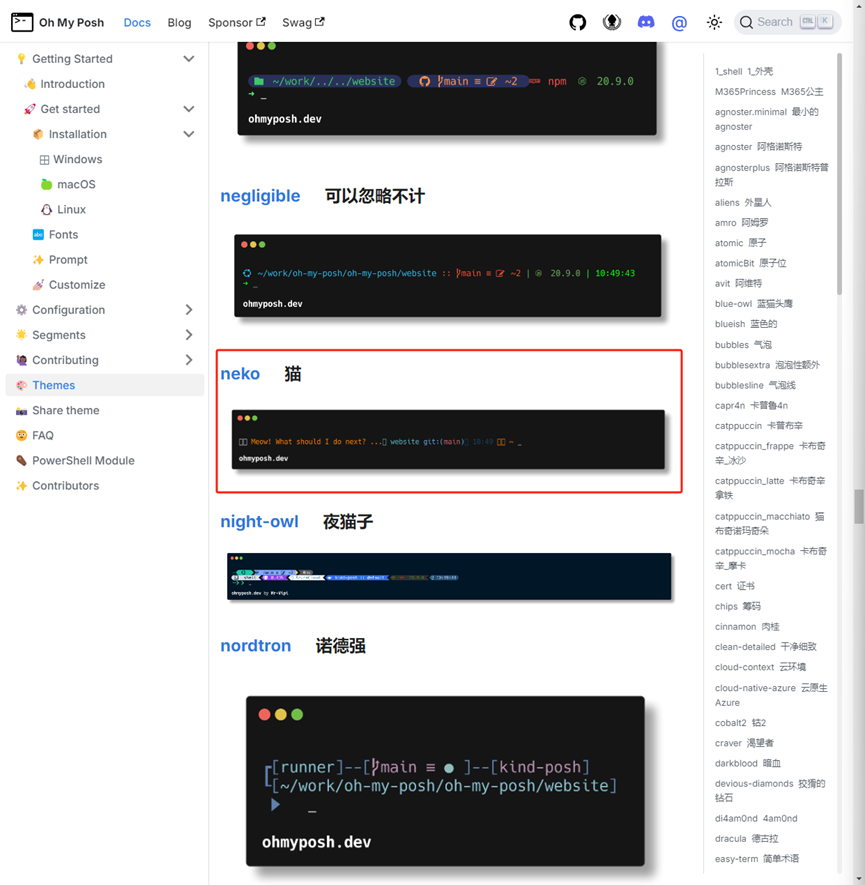 Oh My Posh Docs Blog Sponsor Swag Search CTRL K
Getting Started
Introduction
Get started
Installation
Windows
macOS
Linux
Fonts
Prompt
Customize
Configuration
Segments
Contributing
Themes
Share theme
FAQ
PowerShell Module
Contributors
~/work/../../website main ≡ ~2 npm 20.9.0
➜ _
ohmyposh.dev
negligible 可以忽略不计
~/work/oh-my-posh/oh-my-posh/website :: main ≡ ~2 | 20.9.0 | 10:49:43
➜ _
ohmyposh.dev
neko 猫
Meow! What should I do next? ... website git:(main) 10:49 ~ _
ohmyposh.dev
night-owl 夜猫子
ohmyposh.dev by Mr-Vipi
nordtron 诺德强
[runner]--[main ≡ ● ]--[kind-posh]
[~/work/oh-my-posh/oh-my-posh/website]
_
ohmyposh.dev
1_shell 1_外壳
M365Princess M365公主
agnoster.minimal 最小的
agnoster
agnoster 阿格诺斯特
agnosterplus 阿格诺斯特普
拉斯
aliens 外星人
amro 阿姆罗
atomic 原子
atomicBit 原子位
avit 阿维特
blue-owl 蓝猫头鹰
blueish 蓝色的
bubbles 气泡
bubblesextra 泡泡性额外
bubblesline 气泡线
capr4n 卡普鲁4n
catppuccin 卡普布辛
catppuccin_frappe 卡布奇
辛_冰沙
catppuccin_latte 卡布奇辛
拿铁
catppuccin_macchiato 猫
布奇诺玛奇朵
catppuccin_mocha 卡布奇
辛_摩卡
cert 证书
chips 筹码
cinnamon 肉桂
clean-detailed 干净细致
cloud-context 云环境
cloud-native-azure 云原生
Azure
cobalt2 钴2
craver 渴望者
darkblood 暗血
devious-diamonds 狡猾的
钻石
di4am0nd 4am0nd
dracula 德古拉
easy-term 简单术语